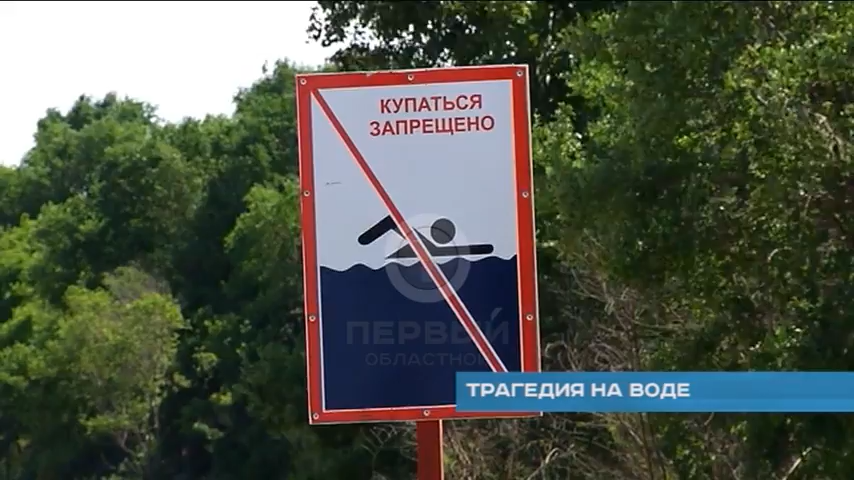 КУПАТЬСЯ
ЗАПРЕЩЕНО
ПЕРВЫЙ
ОБЛАСТНОЙ
ТРАГЕДИЯ НА ВОДЕ